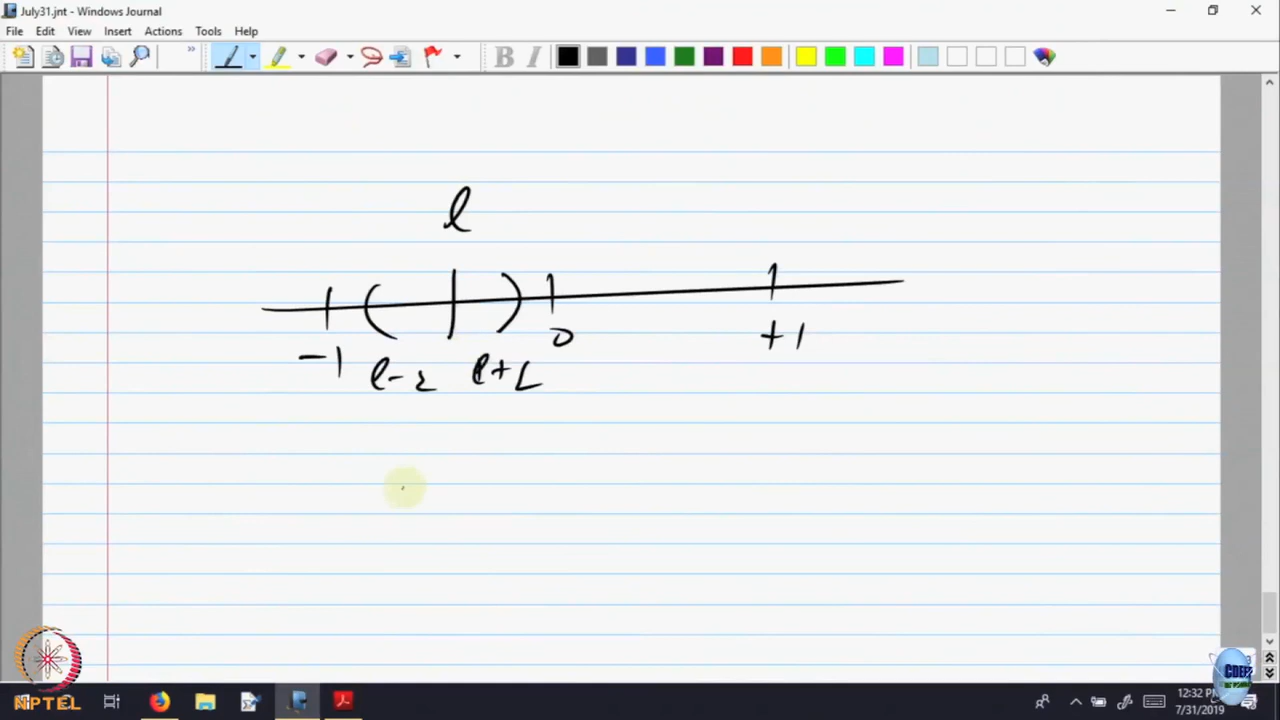 July31.jnt - Windows Journal
File Edit View Insert Actions Tools Help
B I
l
-1 l-ε l+ε 0 +1
NPTEL
CDEEP
12:32 PM
7/31/2019